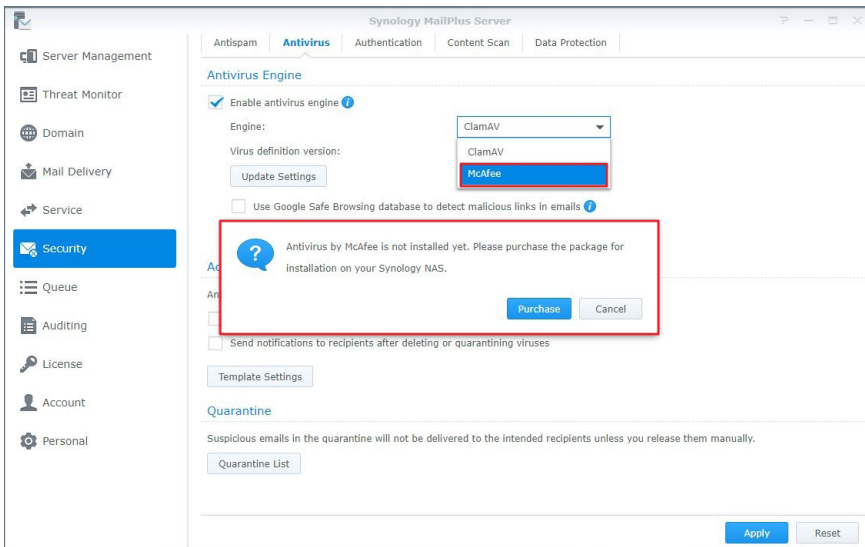 Synology MailPlus Server
Server Management
Threat Monitor
Domain
Mail Delivery
Service
Security
Queue
Auditing
License
Account
Personal
Antispam Antivirus Authentication Content Scan Data Protection
Antivirus Engine
Enable antivirus engine
Engine: ClamAV
ClamAV
McAfee
Virus definition version:
Update Settings
Use Google Safe Browsing database to detect malicious links in emails
Antivirus by McAfee is not installed yet. Please purchase the package for
installation on your Synology NAS.
Purchase Cancel
Send notifications to recipients after deleting or quarantining viruses
Template Settings
Quarantine
Suspicious emails in the quarantine will not be delivered to the intended recipients unless you release them manually.
Quarantine List
Apply Reset